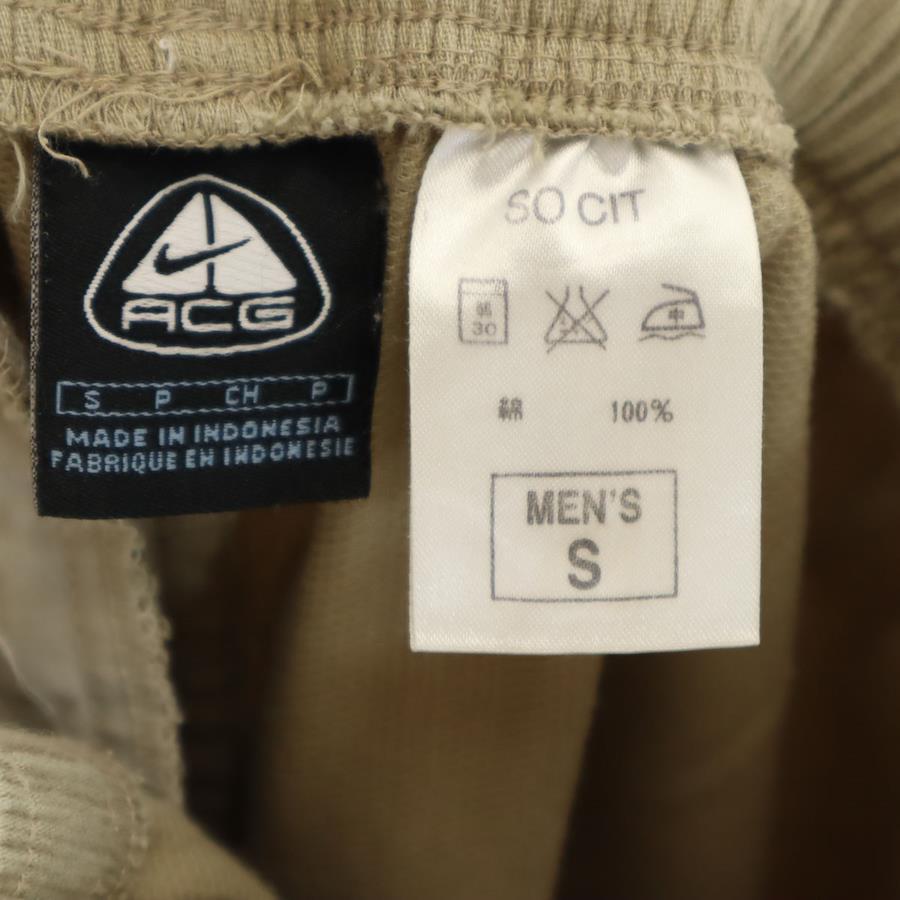 ACG
S P CH P
MADE IN INDONESIA
FABRIQUE EN INDONESIE
SO CIT
30
中
綿 100%
MEN'S
S